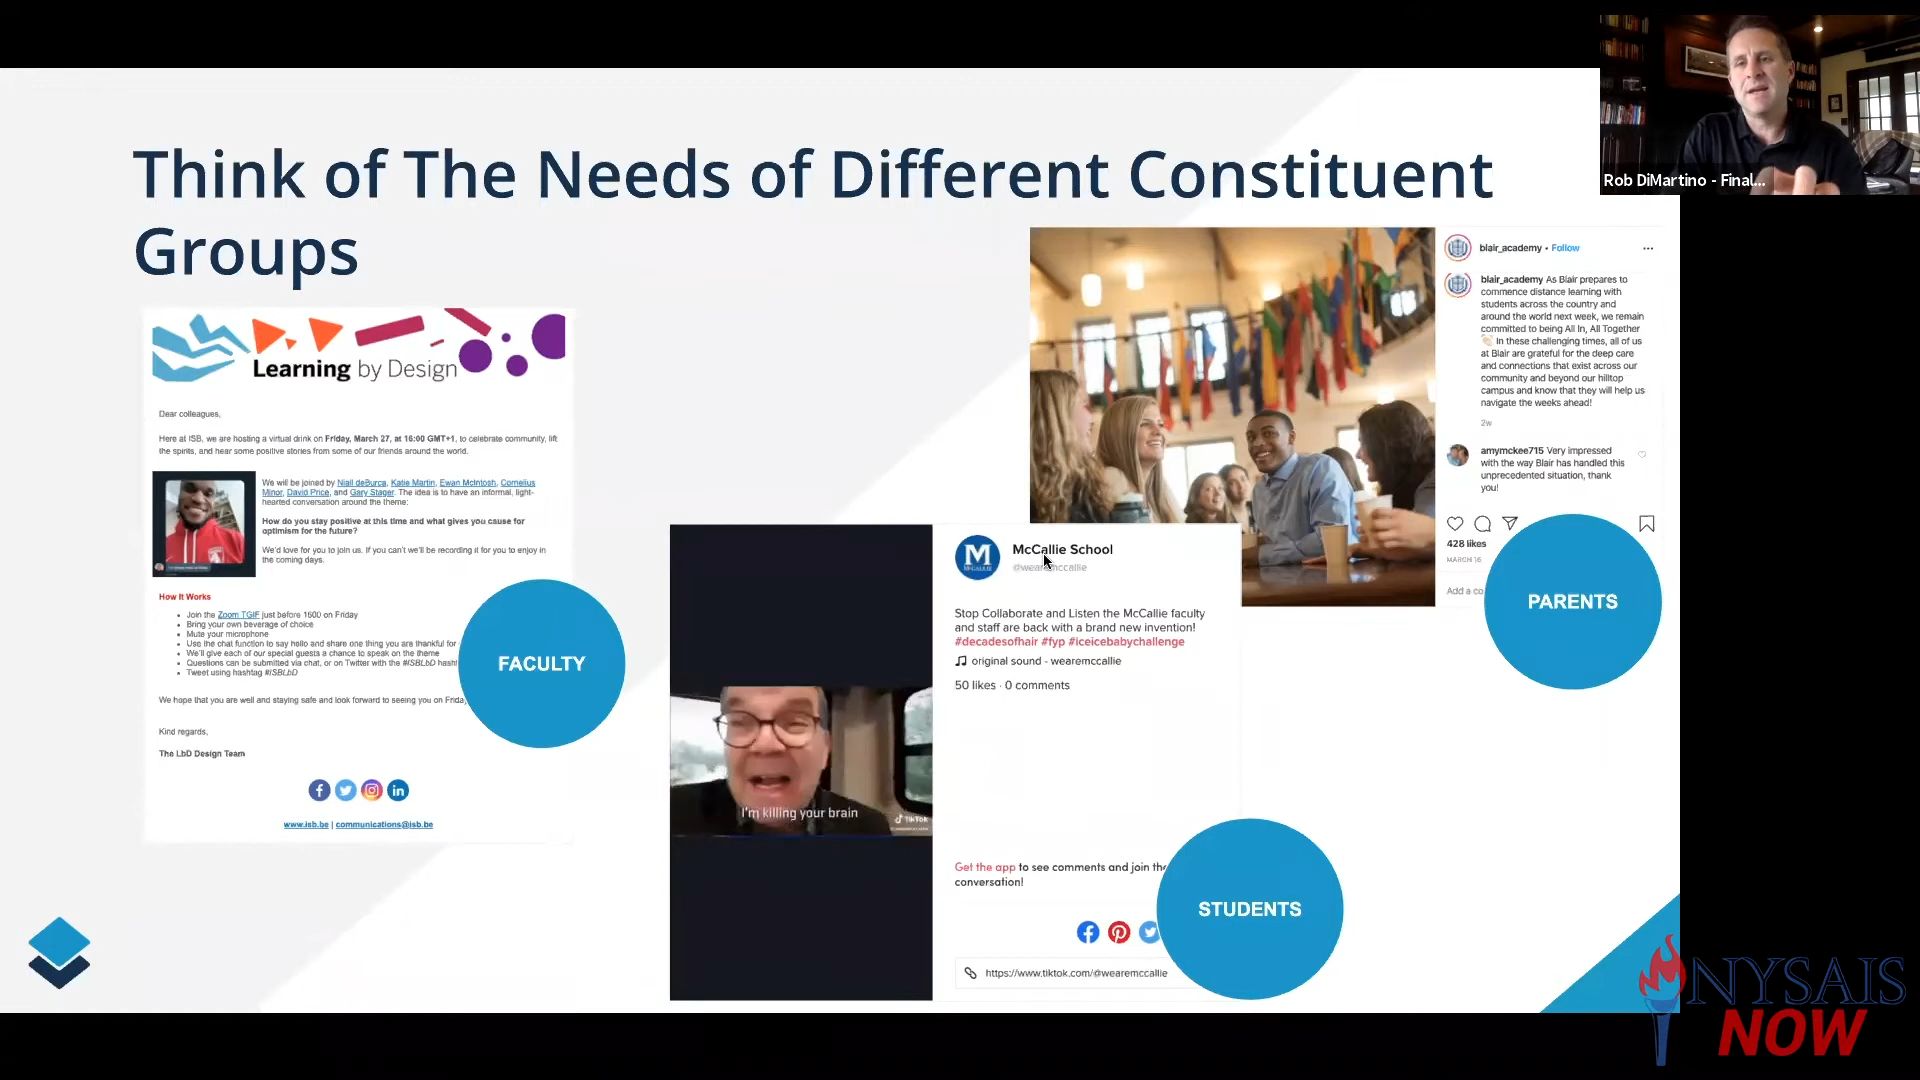 Think of The Needs of Different Constituent
Groups
Rob DiMartino - Final...
Learning by Design
Dear colleagues,
Here at ISB, we are hosting a virtual drink on Friday, March 27, at 16:00 GMT+1, to celebrate community, lift
the spirits, and hear some positive stories from some of our friends around the world.
We will be joined by Niall deBurca, Katie Martin, Ewan McIntosh, Cornelius
Minor, David Price, and Gary Stager. The idea is to have an informal, light-
hearted conversation around the theme:
How do you stay positive at this time and what gives you cause for
optimism for the future?
We'd love for you to join us. If you can't we'll be recording it for you to enjoy in
the coming days.
How It Works
• Join the Zoom TGIF just before 1600 on Friday
• Bring your own beverage of choice
• Mute your microphone
• Use the chat function to say hello and share one thing you are thankful for
• We'll give each of our special guests a chance to speak on the theme
• Questions can be submitted via chat, or on Twitter with the #ISBLbD hash
• Tweet using hashtag #ISBLbD
We hope that you are well and staying safe and look forward to seeing you on Friday
Kind regards,
The LbD Design Team
www.isb.be | communications@isb.be
FACULTY
I'm killing your brain
TikTok
M
McCALLIE
McCallie School
@wearemccallie
Stop Collaborate and Listen the McCallie faculty
and staff are back with a brand new invention!
#decadesofhair #fyp #iceicebabychallenge
original sound - wearemccallie
50 likes · 0 comments
Get the app to see comments and join the
conversation!
https://www.tiktok.com/@wearemccallie
STUDENTS
blair_academy • Follow
blair_academy As Blair prepares to
commence distance learning with
students across the country and
around the world next week, we remain
committed to being All In, All Together
👏🏻 In these challenging times, all of us
at Blair are grateful for the deep care
and connections that exist across our
community and beyond our hilltop
campus and know that they will help us
navigate the weeks ahead!
2w
amymckee715 Very impressed
with the way Blair has handled this
unprecedented situation, thank
you!
428 likes
MARCH 16
Add a co
PARENTS
NYSAIS
NOW